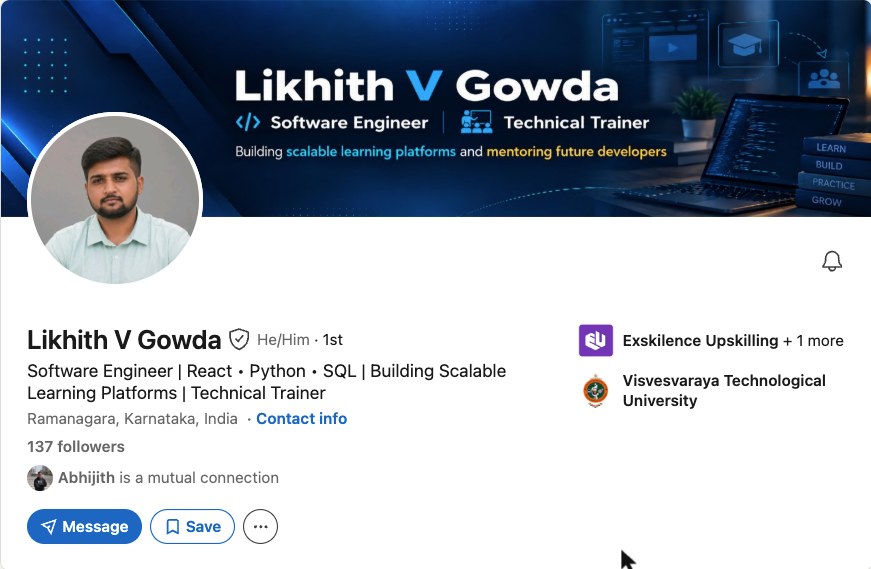 Likhith V Gowda
</> Software Engineer | Technical Trainer
Building scalable learning platforms and mentoring future developers
LEARN
BUILD
PRACTICE
GROW
Likhith V Gowda He/Him · 1st
Software Engineer | React • Python • SQL | Building Scalable
Learning Platforms | Technical Trainer
Ramanagara, Karnataka, India · Contact info
137 followers
Abhijith is a mutual connection
Message Save ...
EU Exskilence Upskilling + 1 more
Visvesvaraya Technological
University